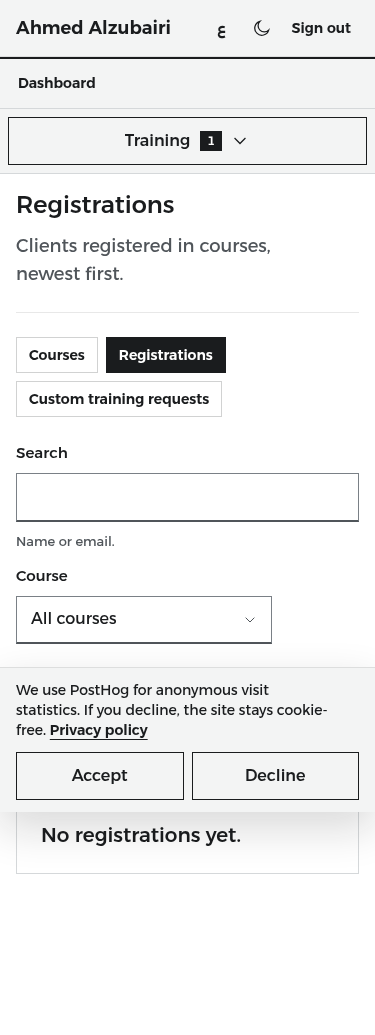 Ahmed Alzubairi
ع
Sign out
Dashboard
Training 1
Registrations
Clients registered in courses,
newest first.
Courses
Registrations
Custom training requests
Search
Name or email.
Course
All courses
We use PostHog for anonymous visit
statistics. If you decline, the site stays cookie-
free. Privacy policy
Accept
Decline
No registrations yet.